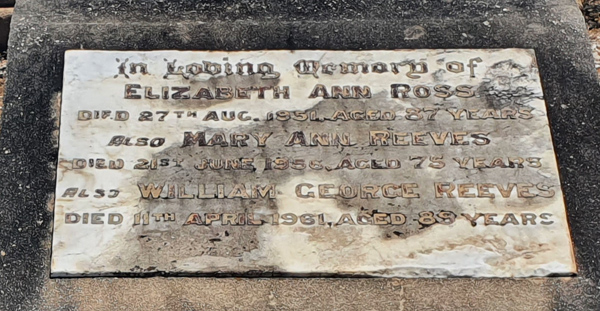 In Loving Memory of
ELIZABETH ANN ROSS
DIED 27TH AUG. 1951, AGED 87 YEARS
ALSO MARY ANN REEVES
DIED 21ST JUNE 1956, AGED 75 YEARS
ALSO WILLIAM GEORGE REEVES
DIED 11TH APRIL 1961, AGED 89 YEARS